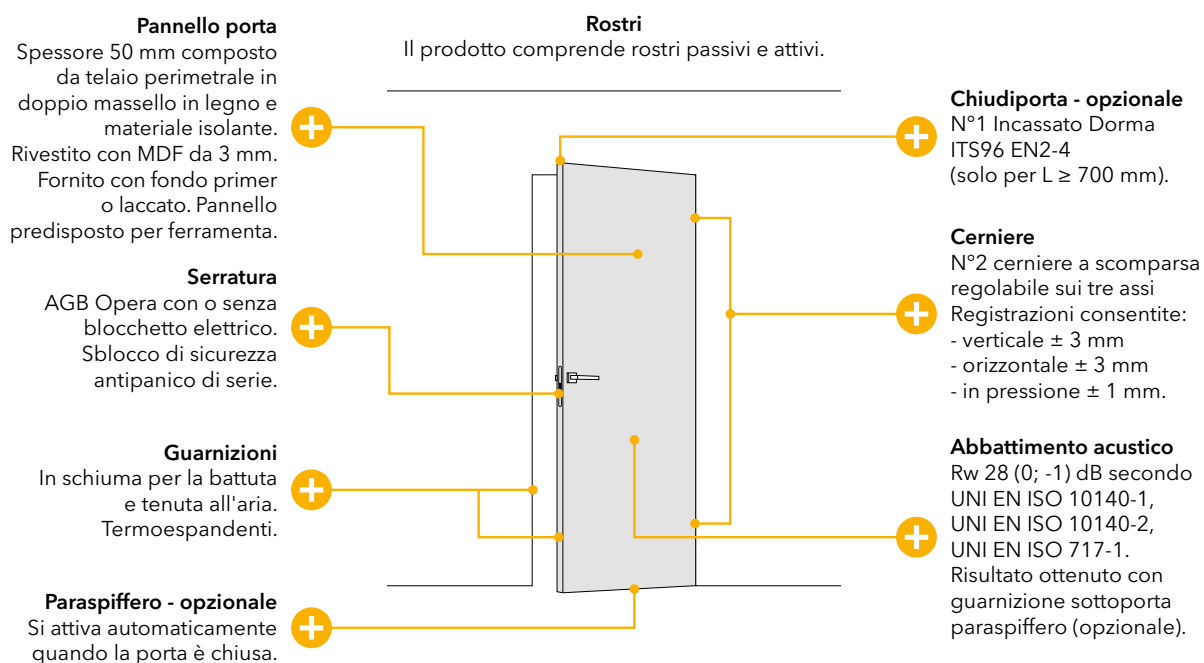 Pannello porta
Spessore 50 mm composto
da telaio perimetrale in
doppio massello in legno e
materiale isolante.
Rivestito con MDF da 3 mm.
Fornito con fondo primer
o laccato. Pannello
predisposto per ferramenta.
Serratura
AGB Opera con o senza
blocchetto elettrico.
Sblocco di sicurezza
antipanico di serie.
Guarnizioni
In schiuma per la battuta
e tenuta all'aria.
Termoespandenti.
Paraspiffero - opzionale
Si attiva automaticamente
quando la porta è chiusa.
Rostri
Il prodotto comprende rostri passivi e attivi.
Chiudiporta - opzionale
N°1 Incassato Dorma
ITS96 EN2-4
(solo per L ≥ 700 mm).
Cerniere
N°2 cerniere a scomparsa
regolabile sui tre assi
Registrazioni consentite:
- verticale ± 3 mm
- orizzontale ± 3 mm
- in pressione ± 1 mm.
Abbattimento acustico
Rw 28 (0; -1) dB secondo
UNI EN ISO 10140-1,
UNI EN ISO 10140-2,
UNI EN ISO 717-1.
Risultato ottenuto con
guarnizione sottoporta
paraspiffero (opzionale).